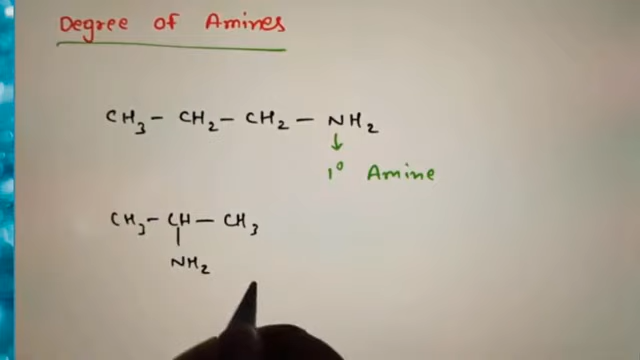 Degree of Amines
CH₃ – CH₂ – CH₂ – NH₂
↓
1° Amine
CH₃ – CH – CH₃
|
NH₂